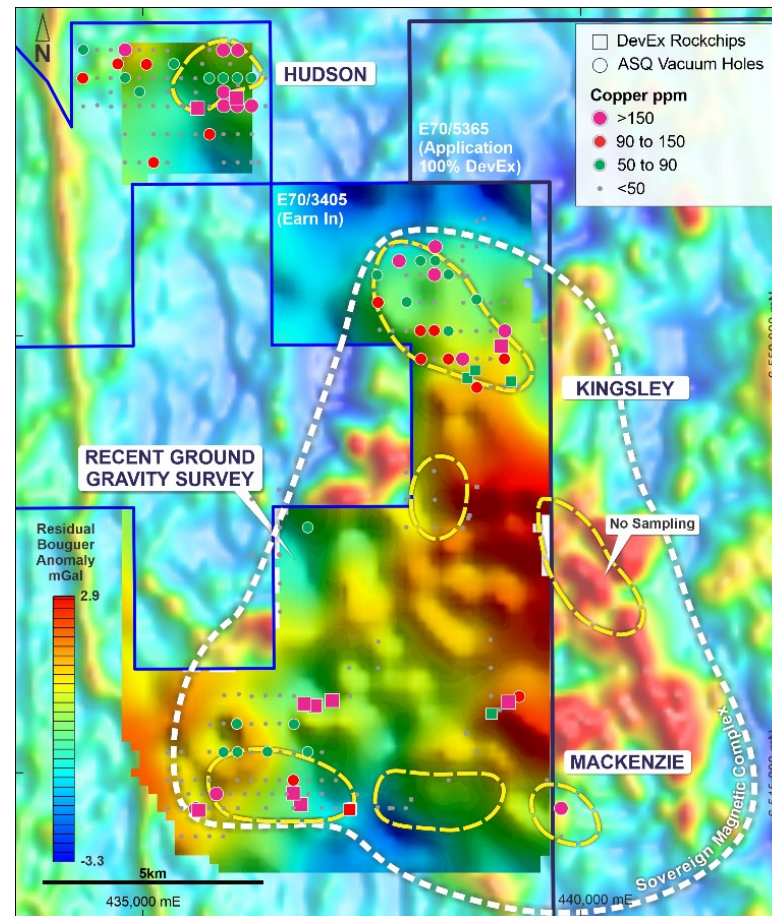 N
HUDSON
DevEx Rockchips
ASQ Vacuum Holes
Copper ppm
>150
90 to 150
50 to 90
<50
E70/5365
(Application
100% DevEx)
E70/3405
(Earn In)
KINGSLEY
RECENT GROUND
GRAVITY SURVEY
No Sampling
Residual
Bouguer
Anomaly
mGal
2.9
-3.3
MACKENZIE
Sovereign Magnetic Complex
5km
435,000 mE
440,000 mE